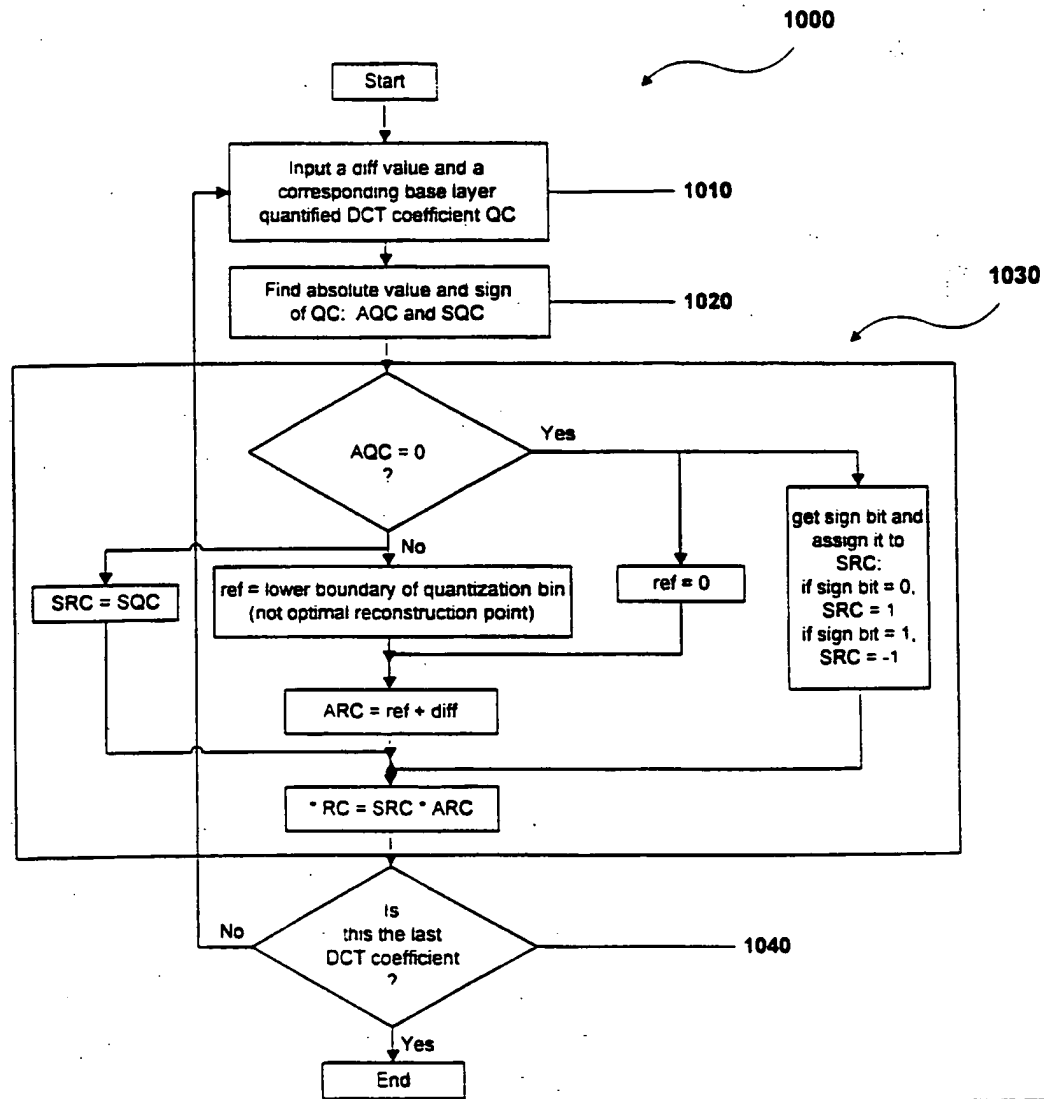 1000
Start
Input a diff value and a
corresponding base layer
quantified DCT coefficient QC
1010
Find absolute value and sign
of QC: AQC and SQC
1020
1030
AQC = 0
?
Yes
No
SRC = SQC
ref = lower boundary of quantization bin
(not optimal reconstruction point)
ref = 0
get sign bit and
assign it to
SRC:
if sign bit = 0,
SRC = 1
if sign bit = 1,
SRC = -1
ARC = ref + diff
* RC = SRC * ARC
Is
this the last
DCT coefficient
?
No
1040
Yes
End